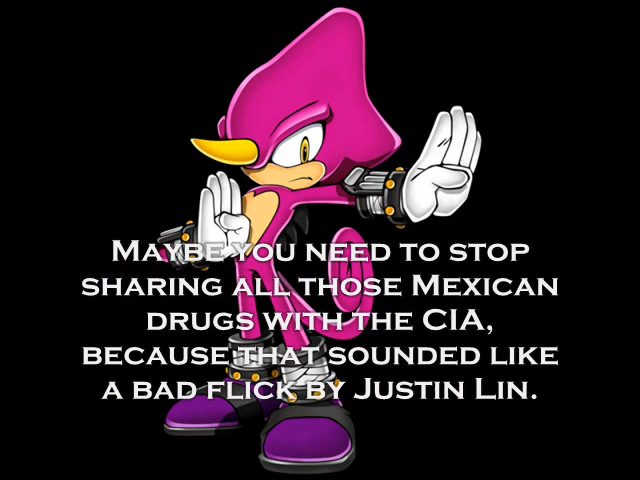 Maybe you need to stop
sharing all those Mexican
drugs with the CIA,
because that sounded like
a bad flick by Justin Lin.